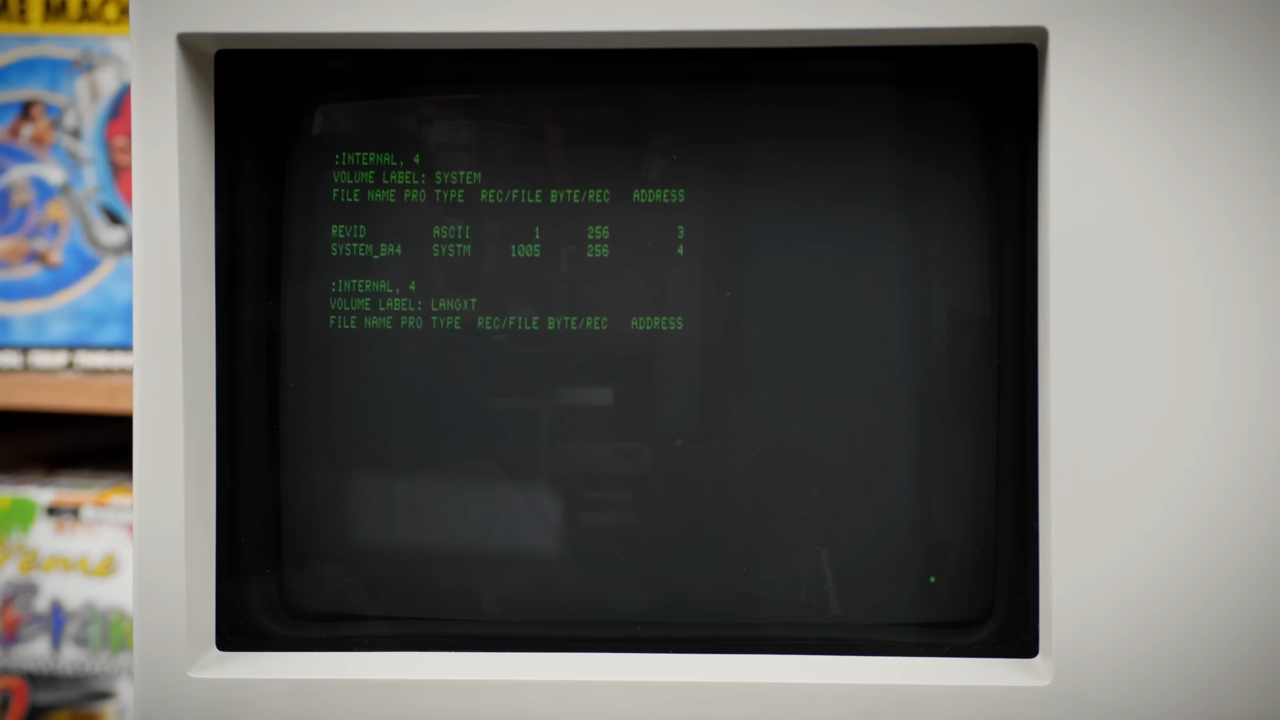 :INTERNAL, 4
VOLUME LABEL: SYSTEM
FILE NAME PRO TYPE REC/FILE BYTE/REC ADDRESS
REVID ASCII 1 256 3
SYSTEM_BA4 SYSTM 1005 256 4
:INTERNAL, 4
VOLUME LABEL: LANGXT
FILE NAME PRO TYPE REC/FILE BYTE/REC ADDRESS